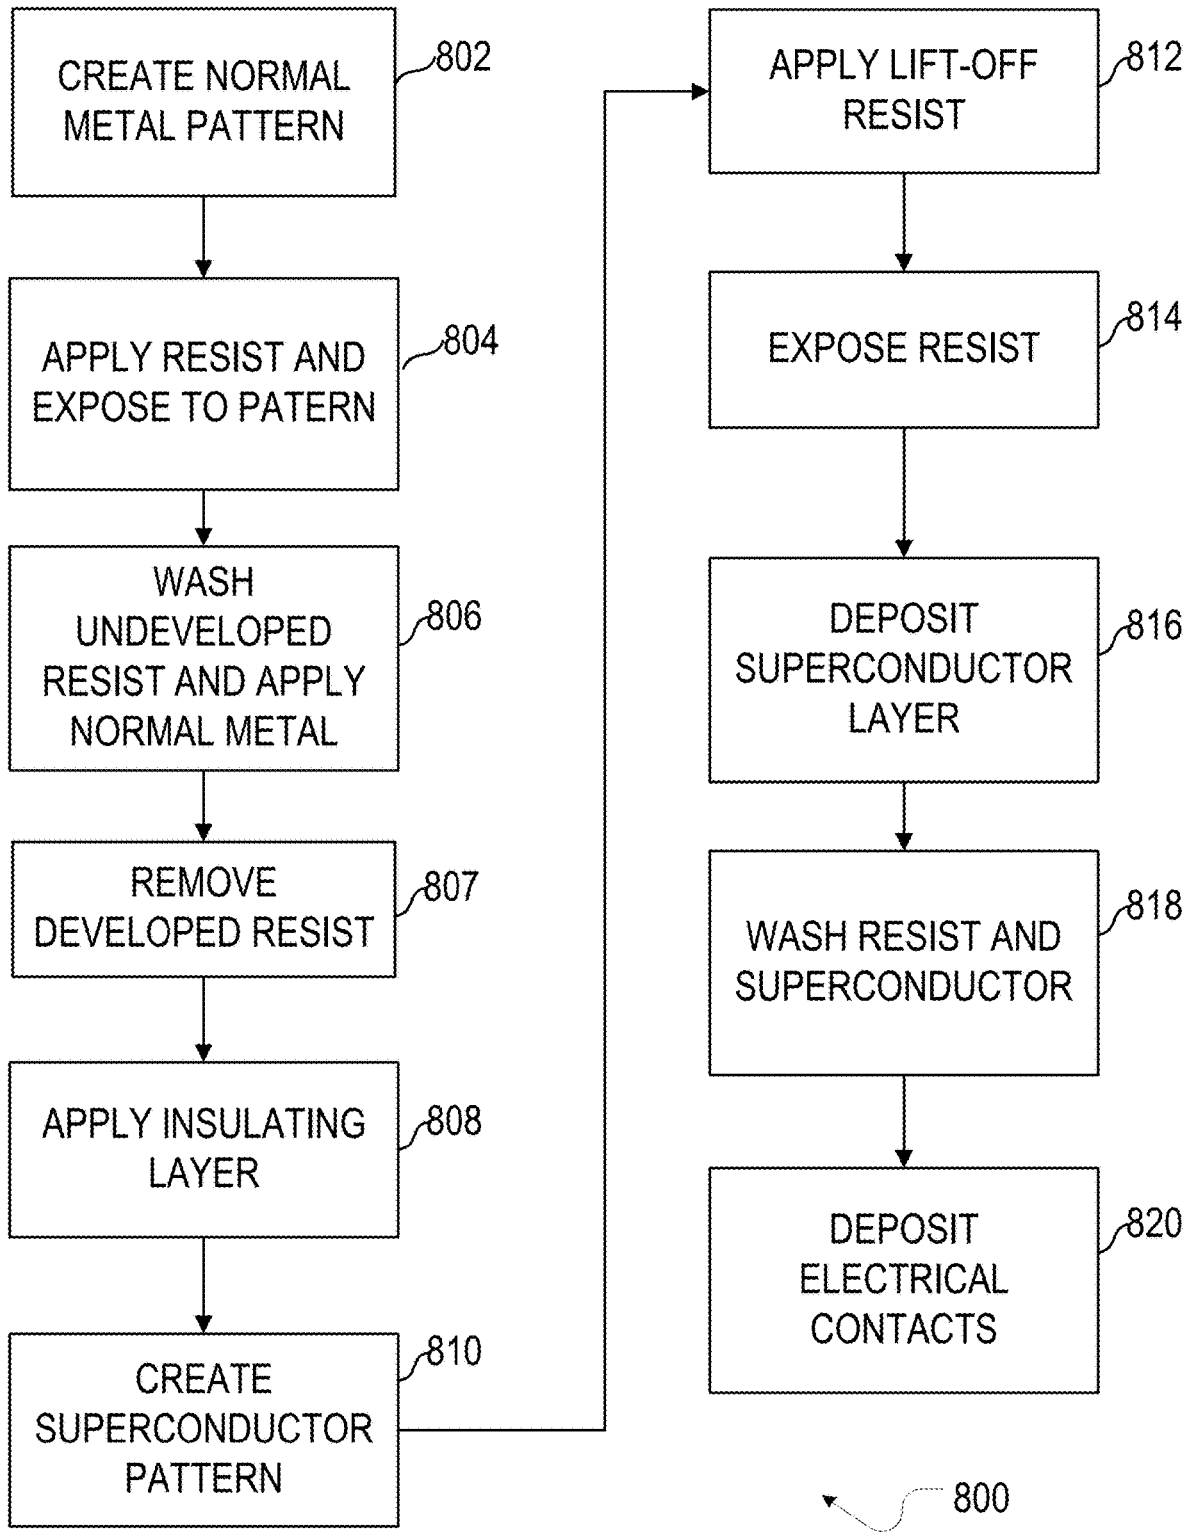 CREATE NORMAL
METAL PATTERN
802
APPLY RESIST AND
EXPOSE TO PATERN
804
WASH
UNDEVELOPED
RESIST AND APPLY
NORMAL METAL
806
REMOVE
DEVELOPED RESIST
807
APPLY INSULATING
LAYER
808
CREATE
SUPERCONDUCTOR
PATTERN
810
APPLY LIFT-OFF
RESIST
812
EXPOSE RESIST
814
DEPOSIT
SUPERCONDUCTOR
LAYER
816
WASH RESIST AND
SUPERCONDUCTOR
818
DEPOSIT
ELECTRICAL
CONTACTS
820
800